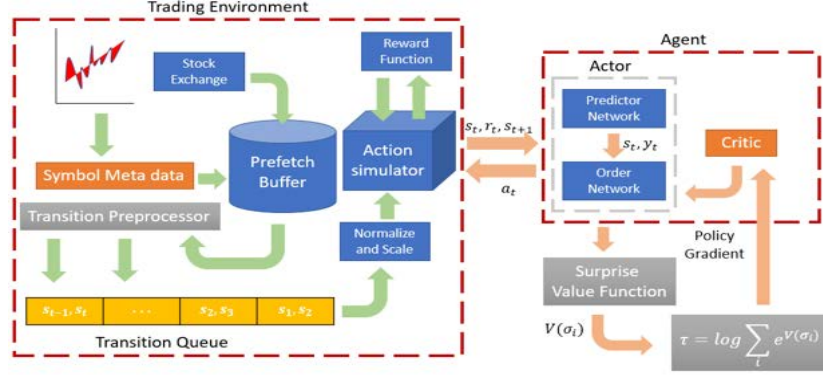 Trading Environment
Stock
Exchange
Reward
Function
Symbol Meta data
Prefetch
Buffer
Action
simulator
Transition Preprocessor
Normalize
and Scale
s_{t-1}, s_t
...
s_2, s_3
s_1, s_2
Transition Queue
s_t, r_t, s_{t+1}
a_t
Agent
Actor
Predictor
Network
s_t, y_t
Order
Network
Critic
Policy
Gradient
Surprise
Value Function
V(σ_i)
τ = log ∑_i e^{V(σ_i)}